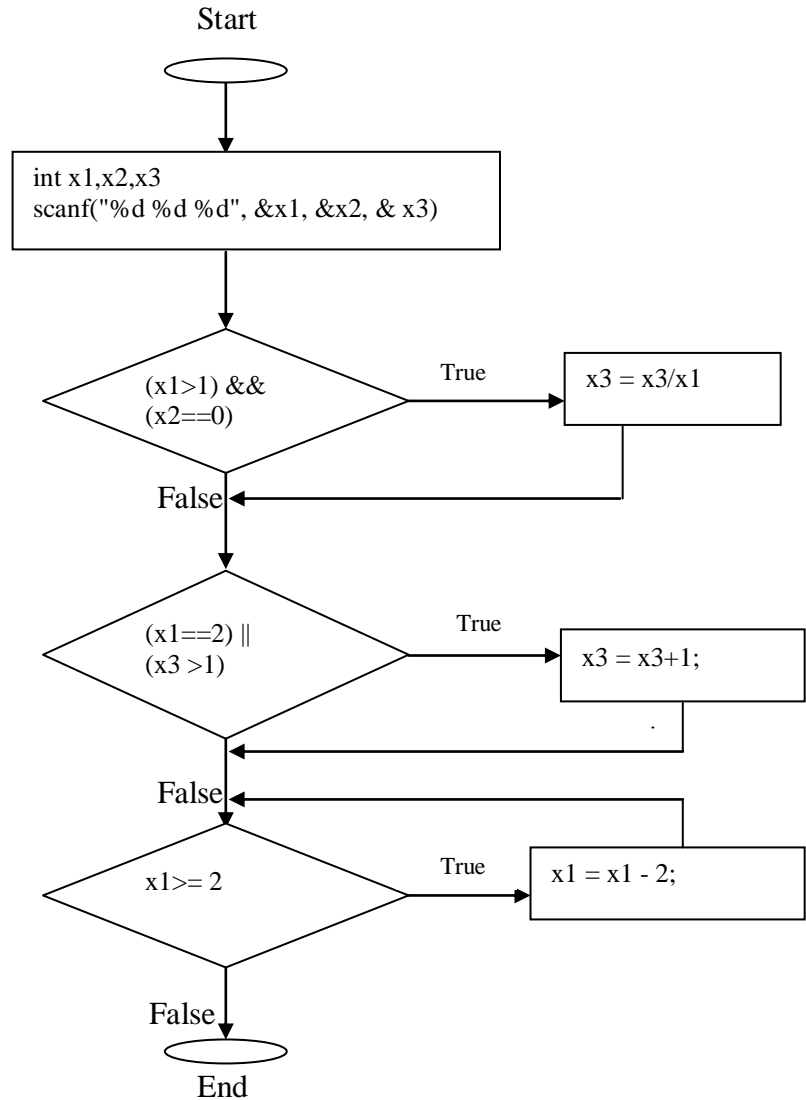 Start
int x1,x2,x3
scanf("%d %d %d", &x1, &x2, & x3)
(x1>1) &&
(x2==0)
True
x3 = x3/x1
False
(x1==2) ||
(x3 >1)
True
x3 = x3+1;
.
False
x1>= 2
True
x1 = x1 - 2;
False
End